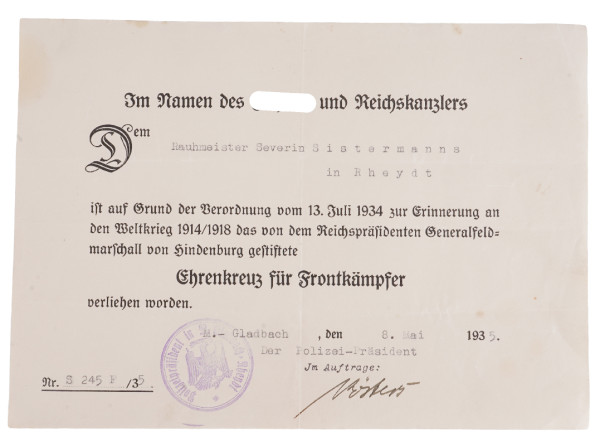 Im Namen des und Reichskanzlers
Dem
Rauhmeister Severin Sistermanns
in Rheydt
ist auf Grund der Verordnung vom 13. Juli 1934 zur Erinnerung an
den Weltkrieg 1914/1918 das von dem Reichspräsidenten Generalfeld=
marschall von Hindenburg gestiftete
Ehrenkreuz für Frontkämpfer
verliehen worden.
M.- Gladbach , den 8. Mai 1935.
Der Polizei-Präsident
Im Auftrage:
Nr. S 245 F /35.
Polizeipräsident in